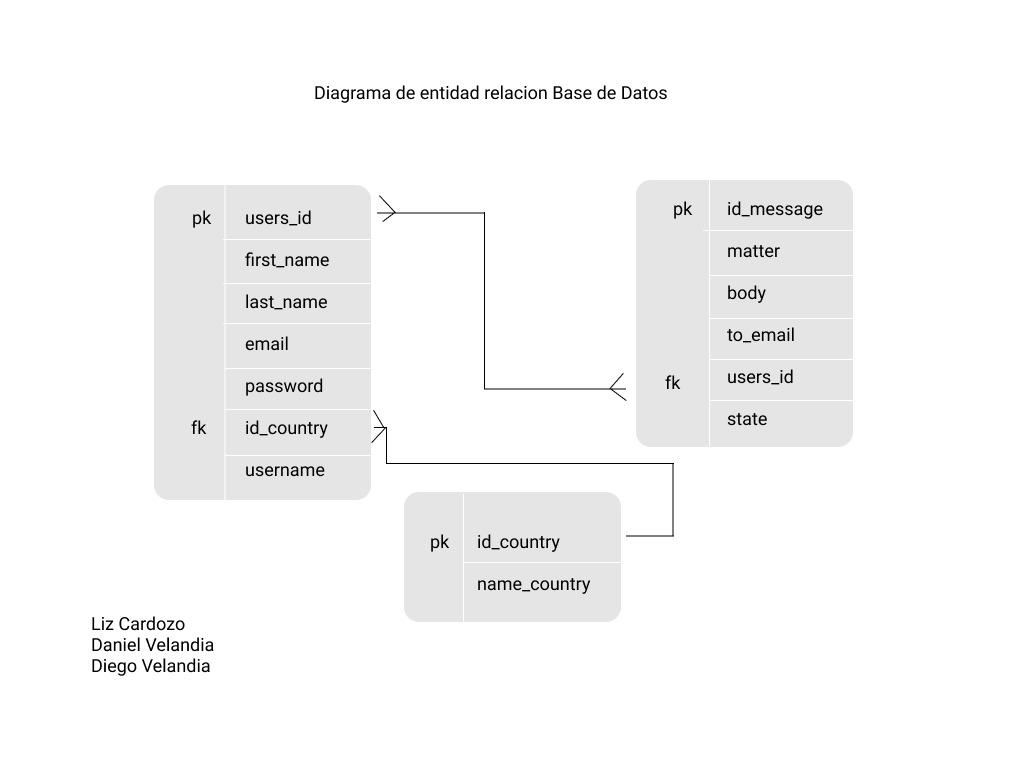 Diagrama de entidad relacion Base de Datos
pk users_id
first_name
last_name
email
password
fk id_country
username
pk id_message
matter
body
to_email
fk users_id
state
pk id_country
name_country
Liz Cardozo
Daniel Velandia
Diego Velandia